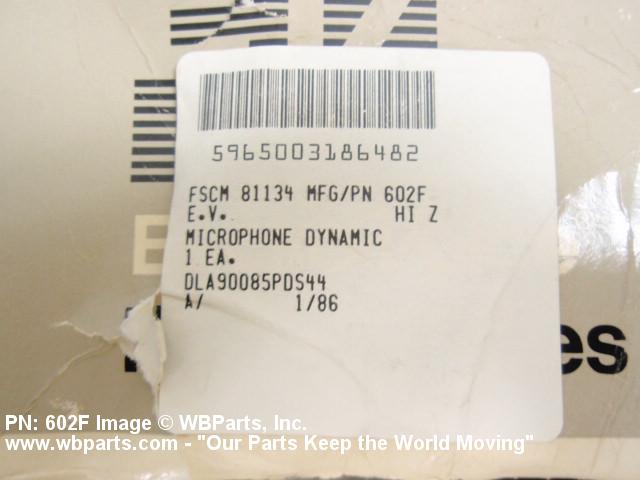 5965003186482
FSCM 81134 MFG/PN 602F
E.V. HI Z
MICROPHONE DYNAMIC
1 EA.
DLA90085PDS44
A/ 1/86
es
PN: 602F Image © WBParts, Inc.
www.wbparts.com - "Our Parts Keep the World Moving"